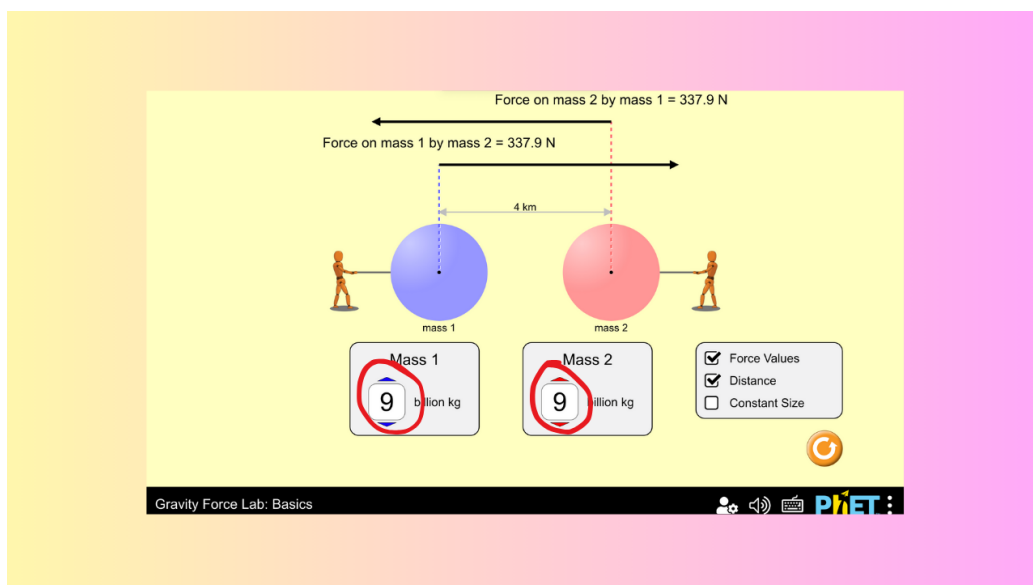 Force on mass 2 by mass 1 = 337.9 N
Force on mass 1 by mass 2 = 337.9 N
4 km
mass 1
mass 2
Mass 1
9 billion kg
Mass 2
9 billion kg
Force Values
Distance
Constant Size
Gravity Force Lab: Basics
PhET